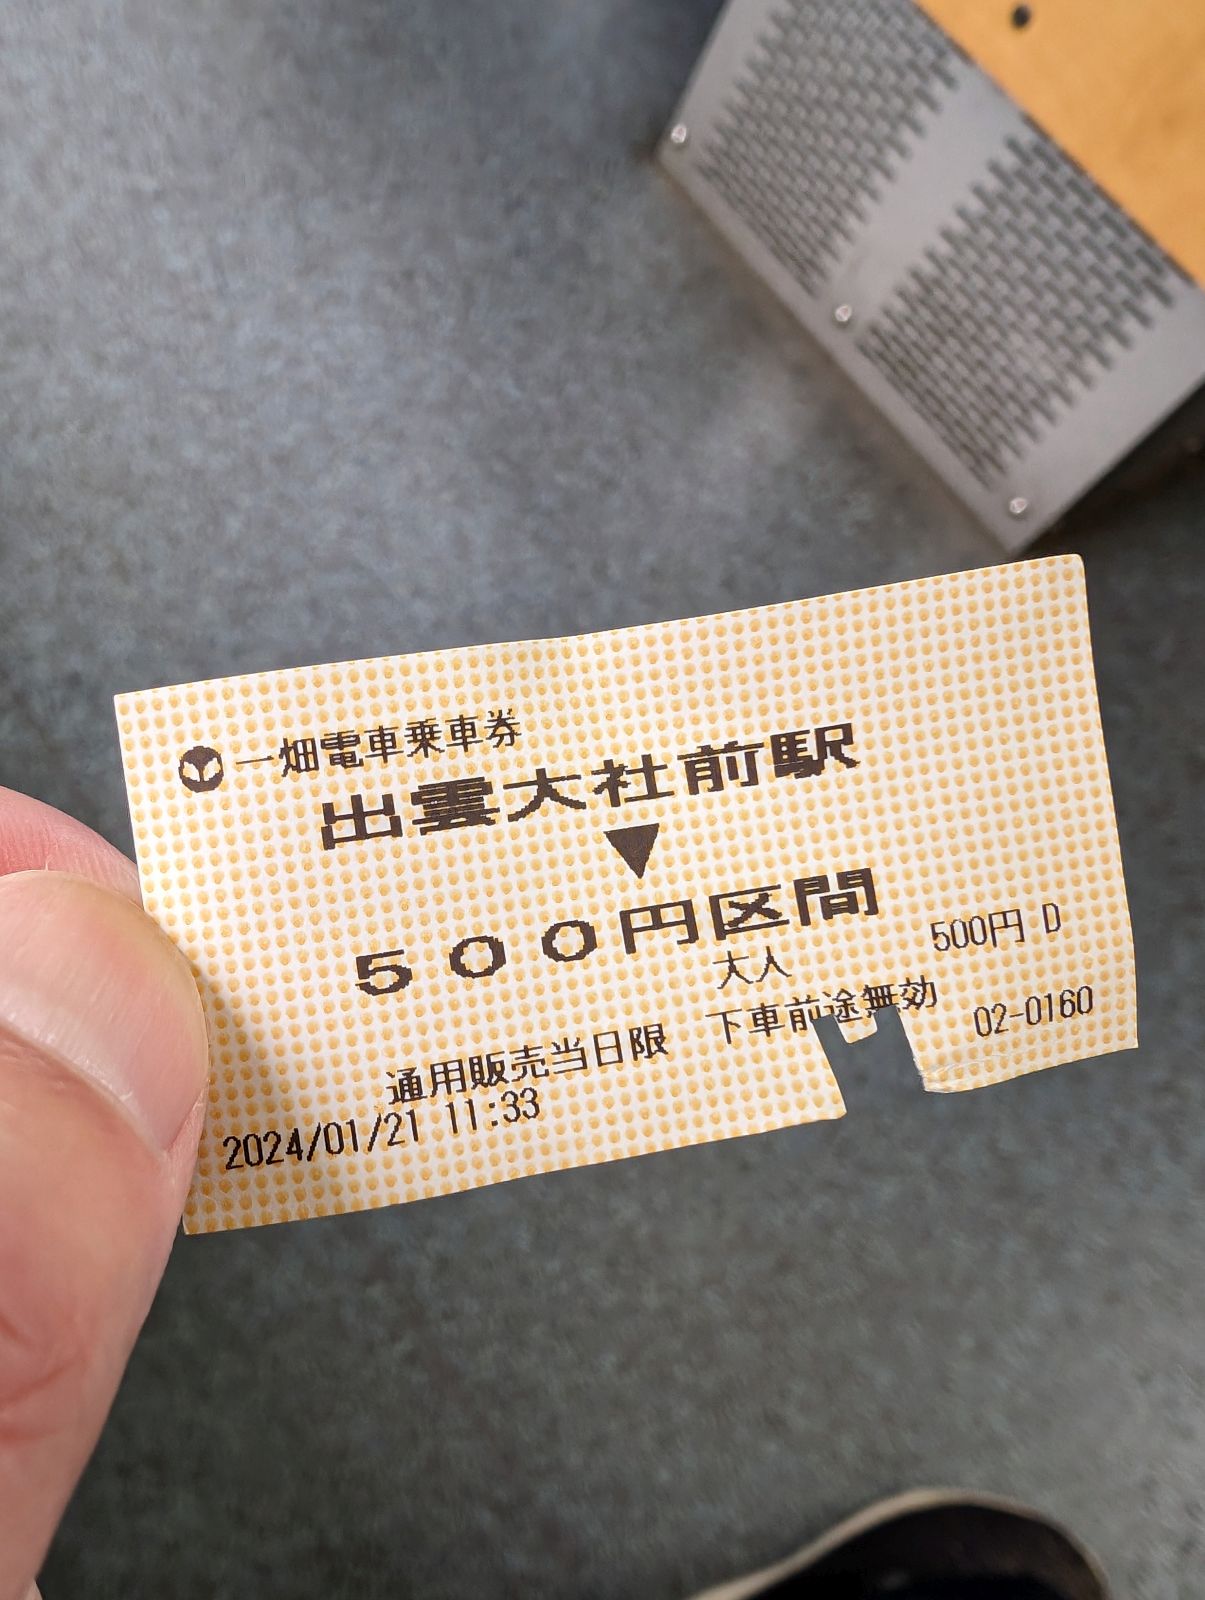 一畑電車乗車券
出雲大社前駅
▼
500円区間
大人
500円 D
下車前途無効
02-0160
通用販売当日限
2024/01/21 11:33